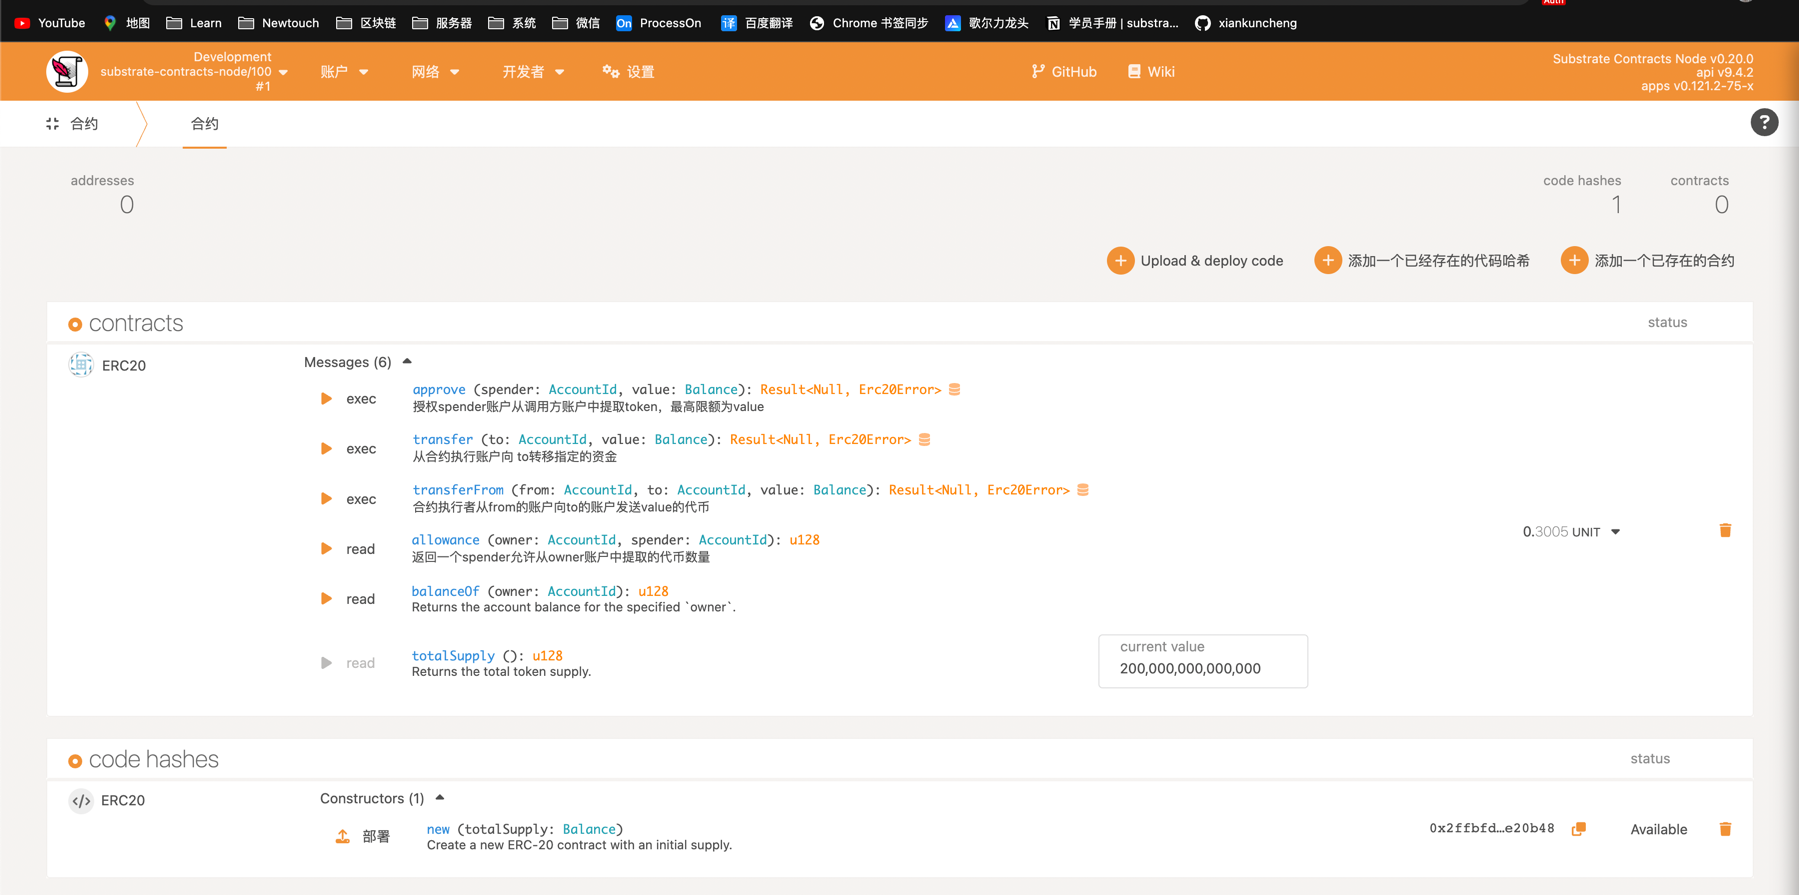 Auth
YouTube 地图 Learn Newtouch 区块链 服务器 系统 微信 On ProcessOn 译 百度翻译 Chrome 书签同步 歌尔力龙头 学员手册 | substra... xiankuncheng
Development
substrate-contracts-node/100
#1
账户 网络 开发者 设置 GitHub Wiki
Substrate Contracts Node v0.20.0
api v9.4.2
apps v0.121.2-75-x
合约 合约 ?
addresses
0
code hashes
1
contracts
0
Upload & deploy code 添加一个已经存在的代码哈希 添加一个已存在的合约
contracts status
ERC20 Messages (6)
exec approve (spender: AccountId, value: Balance): Result<Null, Erc20Error>
授权spender账户从调用方账户中提取token，最高限额为value
exec transfer (to: AccountId, value: Balance): Result<Null, Erc20Error>
从合约执行账户向 to转移指定的资金
exec transferFrom (from: AccountId, to: AccountId, value: Balance): Result<Null, Erc20Error>
合约执行者从from的账户向to的账户发送value的代币
0.3005 UNIT
read allowance (owner: AccountId, spender: AccountId): u128
返回一个spender允许从owner账户中提取的代币数量
read balanceOf (owner: AccountId): u128
Returns the account balance for the specified `owner`.
read totalSupply (): u128
Returns the total token supply.
current value
200,000,000,000,000
code hashes status
ERC20 Constructors (1)
部署 new (totalSupply: Balance)
Create a new ERC-20 contract with an initial supply.
0x2ffbfd…e20b48 Available